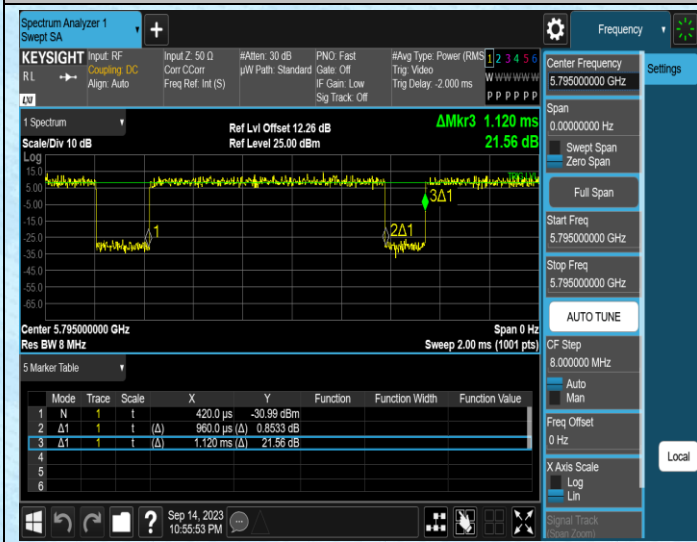 Spectrum Analyzer 1
Swept SA
Frequency
KEYSIGHT Input: RF Input Z: 50 Ω #Atten: 30 dB PNO: Fast #Avg Type: Power (RMS 1 2 3 4 5 6
RL Coupling: DC Corr CCorr µW Path: Standard Gate: Off Trig: Video W W W W W W
Align: Auto Freq Ref: Int (S) IF Gain: Low Trig Delay: -2.000 ms P P P P P P
LXI Sig Track: Off
1 Spectrum
Scale/Div 10 dB
Ref Lvl Offset 12.26 dB
Ref Level 25.00 dBm
ΔMkr3 1.120 ms
21.56 dB
Log
15.0
5.00
-5.00
-15.0
-25.0
-35.0
-45.0
-55.0
-65.0
1
2Δ1
3Δ1
Center 5.795000000 GHz
Span 0 Hz
Res BW 8 MHz
Sweep 2.00 ms (1001 pts)
5 Marker Table
Mode Trace Scale X Y Function Function Width Function Value
1 N 1 t 420.0 µs -30.99 dBm
2 Δ1 1 t (Δ) 960.0 µs (Δ) 0.8533 dB
3 Δ1 1 t (Δ) 1.120 ms (Δ) 21.56 dB
4
5
6
Sep 14, 2023
10:55:53 PM
Center Frequency
5.795000000 GHz
Settings
Span
0.00000000 Hz
Swept Span
Zero Span
Full Span
Start Freq
5.795000000 GHz
Stop Freq
5.795000000 GHz
AUTO TUNE
CF Step
8.000000 MHz
Auto
Man
Freq Offset
0 Hz
X Axis Scale
Log
Lin
Local
Signal Track
(Span Zoom)